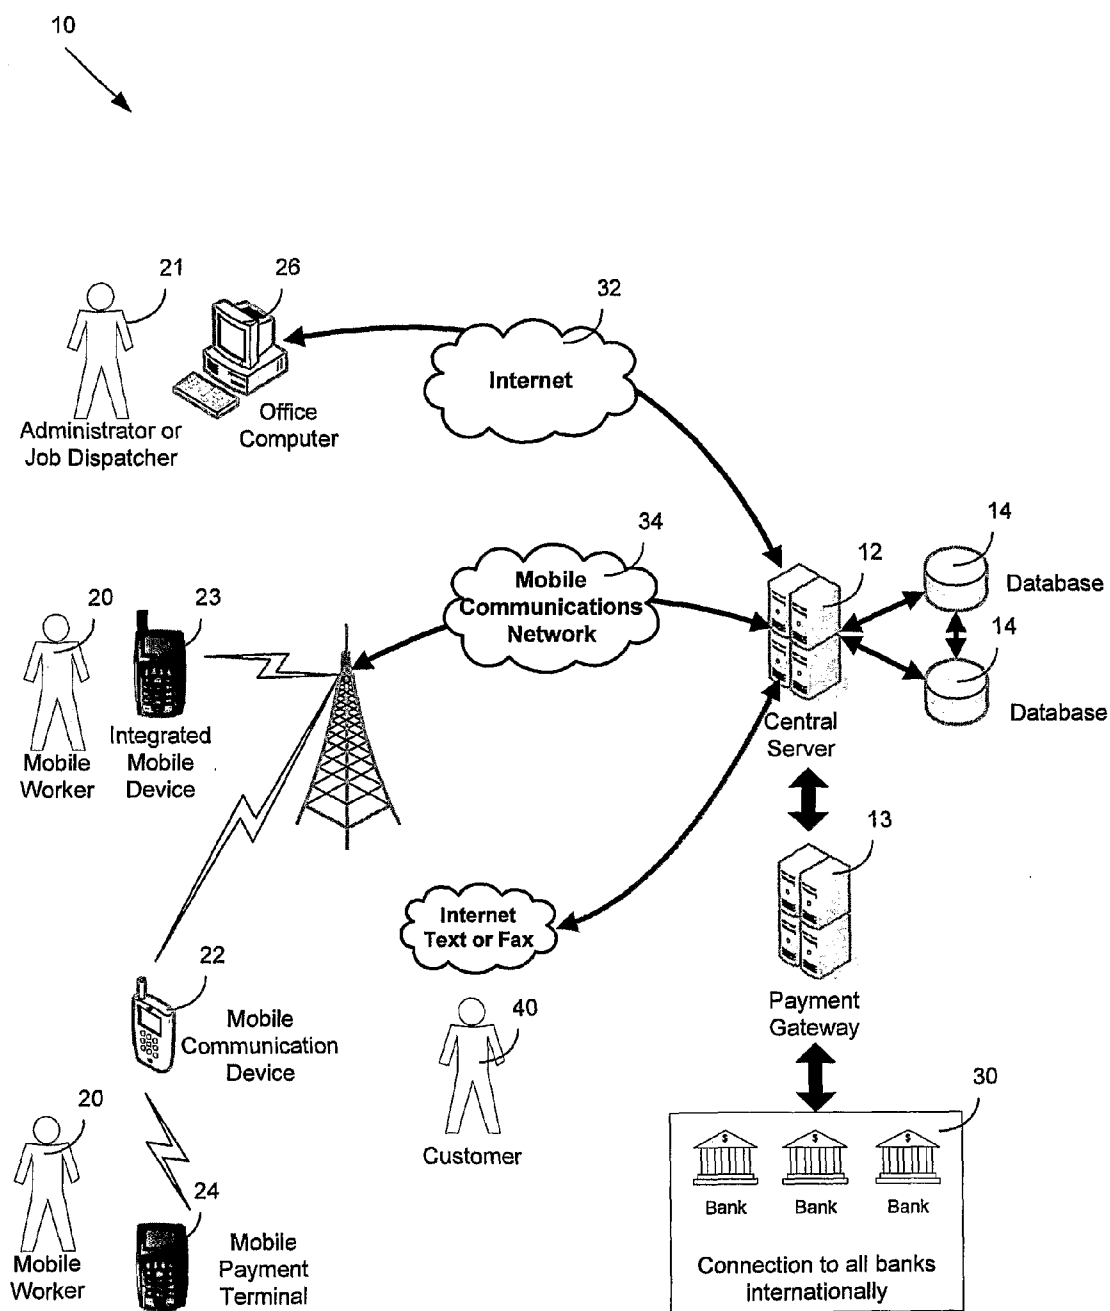 10
21
26
32
Internet
Office
Computer
Administrator or
Job Dispatcher
34
Mobile
Communications
Network
12
14
Database
14
Database
Central
Server
20
23
Mobile
Worker
Integrated
Mobile
Device
13
Payment
Gateway
Internet
Text or Fax
22
Mobile
Communication
Device
40
Customer
30
$
$
$
Bank
Bank
Bank
Connection to all banks
internationally
20
24
Mobile
Worker
Mobile
Payment
Terminal